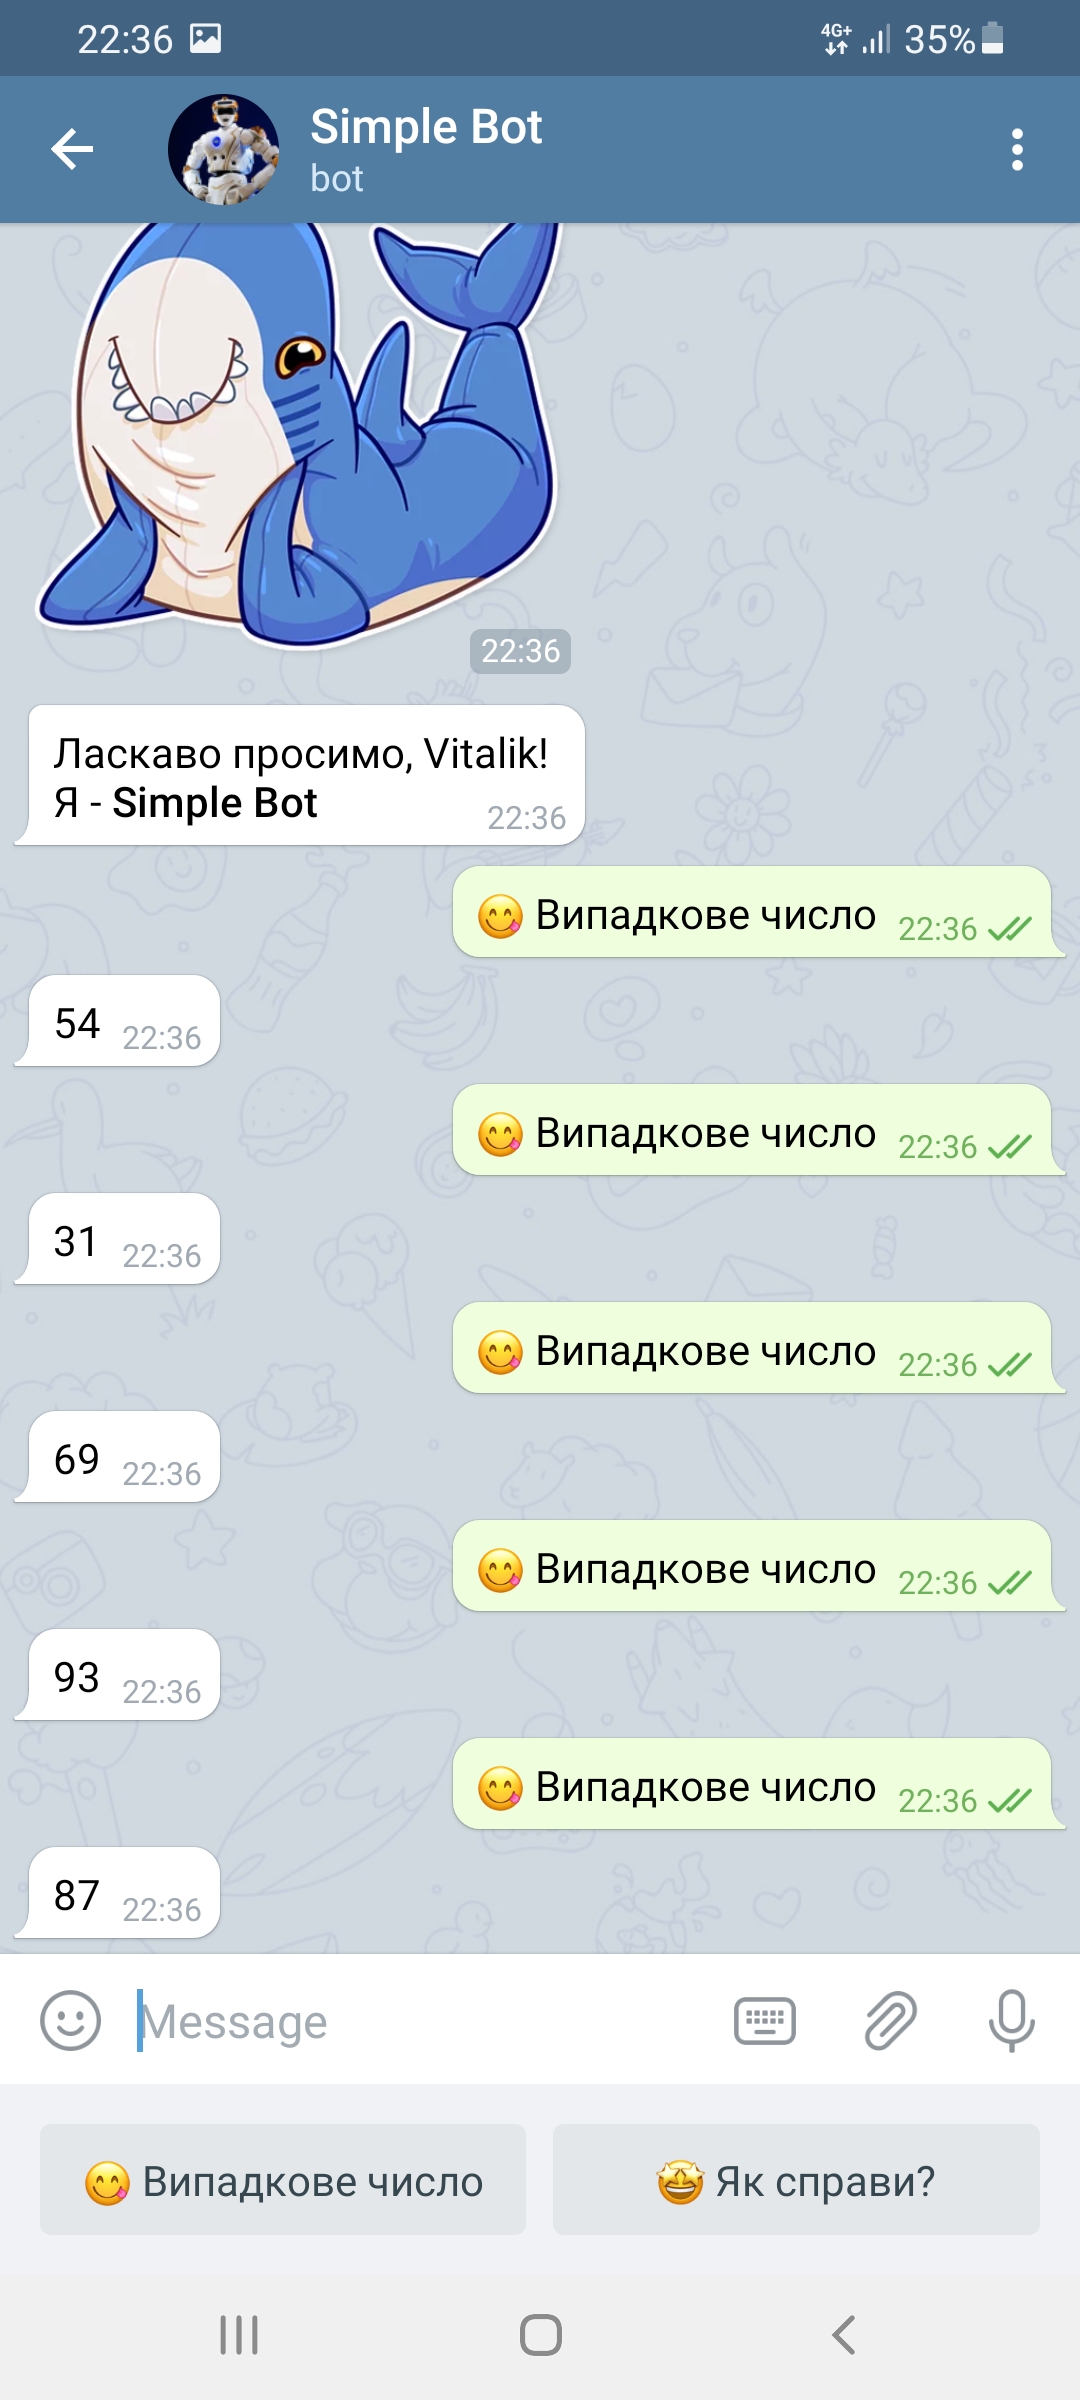 22:36
4G+
35%
Simple Bot
bot
22:36
Ласкаво просимо, Vitalik!
Я - Simple Bot 22:36
😋 Випадкове число 22:36
54 22:36
😋 Випадкове число 22:36
31 22:36
😋 Випадкове число 22:36
69 22:36
😋 Випадкове число 22:36
93 22:36
😋 Випадкове число 22:36
87 22:36
Message
😋 Випадкове число
🤩 Як справи?